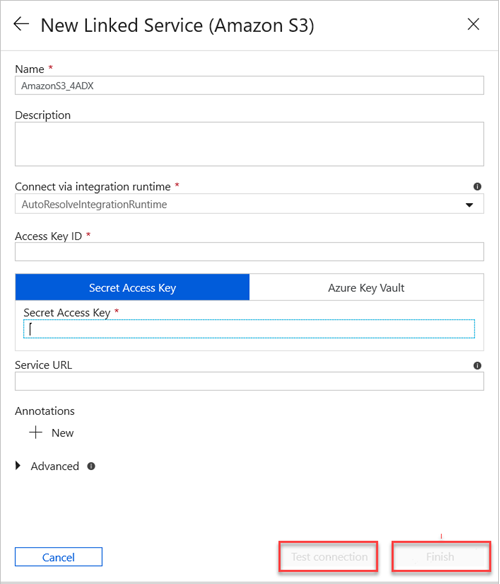 New Linked Service (Amazon S3)
Name *
AmazonS3_4ADX
Description
Connect via integration runtime *
AutoResolveIntegrationRuntime
Access Key ID *
Secret Access Key
Azure Key Vault
Secret Access Key *
Service URL
Annotations
New
Advanced
Cancel
Test connection
Finish